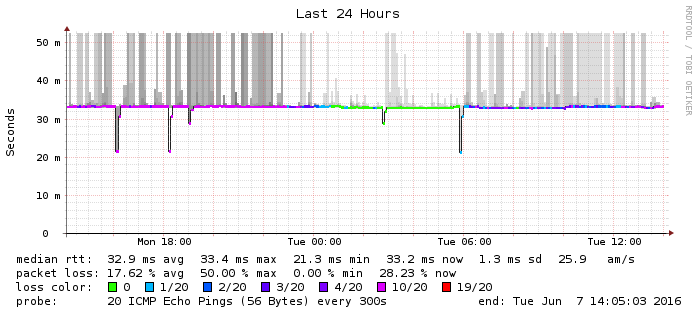 Last 24 Hours
RRDTOOL / TOBI OETIKER
Seconds
50 m
40 m
30 m
20 m
10 m
0
Mon 18:00 Tue 00:00 Tue 06:00 Tue 12:00
median rtt: 32.9 ms avg 33.4 ms max 21.3 ms min 33.2 ms now 1.3 ms sd 25.9 am/s
packet loss: 17.62 % avg 50.00 % max 0.00 % min 28.23 % now
loss color: 0 1/20 2/20 3/20 4/20 10/20 19/20
probe: 20 ICMP Echo Pings (56 Bytes) every 300s end: Tue Jun 7 14:05:03 2016